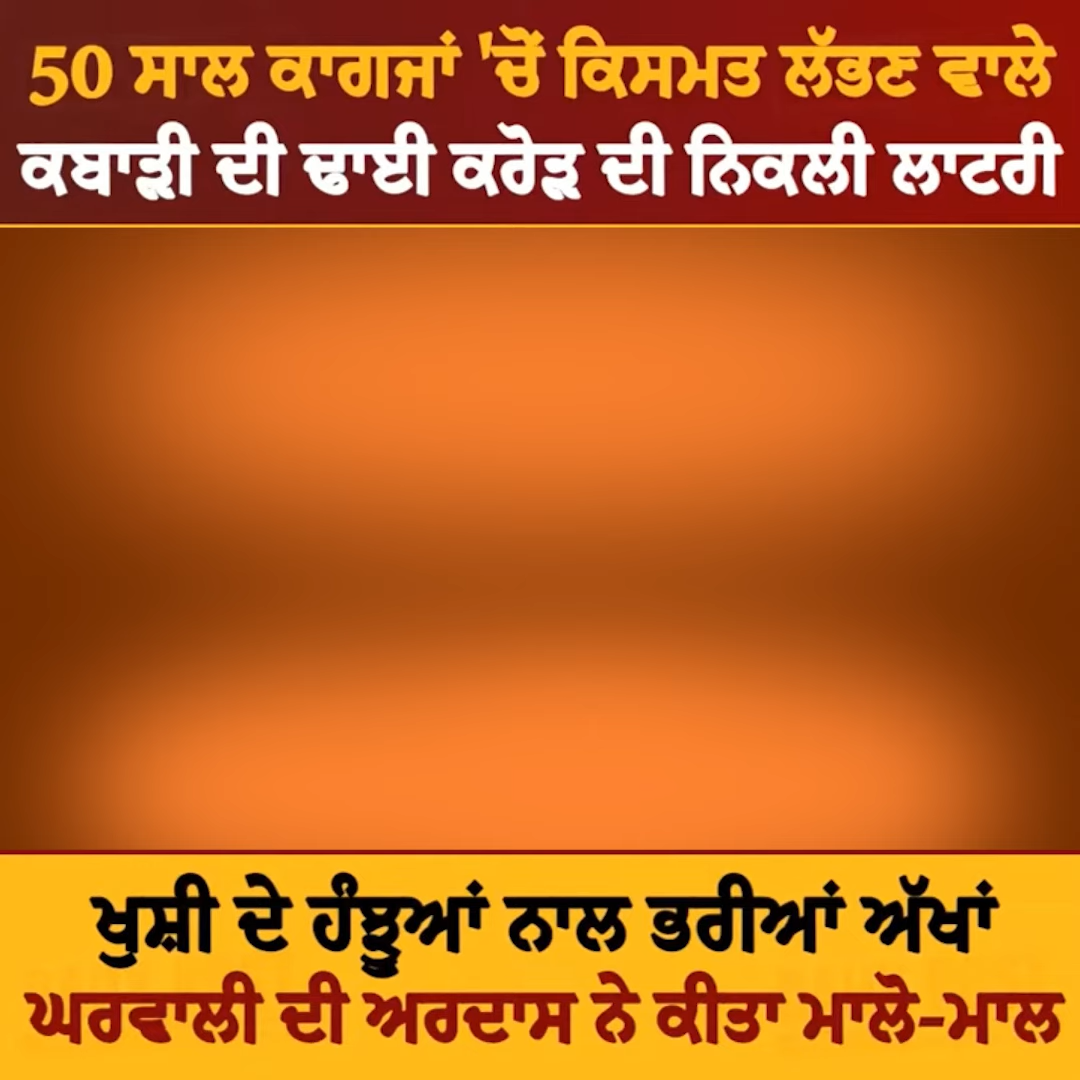 50 ਸਾਲ ਕਾਗਜਾਂ 'ਚੋਂ ਕਿਸਮਤ ਲੱਭਣ ਵਾਲੇ
ਕਬਾੜੀ ਦੀ ਢਾਈ ਕਰੋੜ ਦੀ ਨਿਕਲੀ ਲਾਟਰੀ
ਖੁਸ਼ੀ ਦੇ ਹੰਝੂਆਂ ਨਾਲ ਭਰੀਆਂ ਅੱਖਾਂ
ਘਰਵਾਲੀ ਦੀ ਅਰਦਾਸ ਨੇ ਕੀਤਾ ਮਾਲੋ-ਮਾਲ